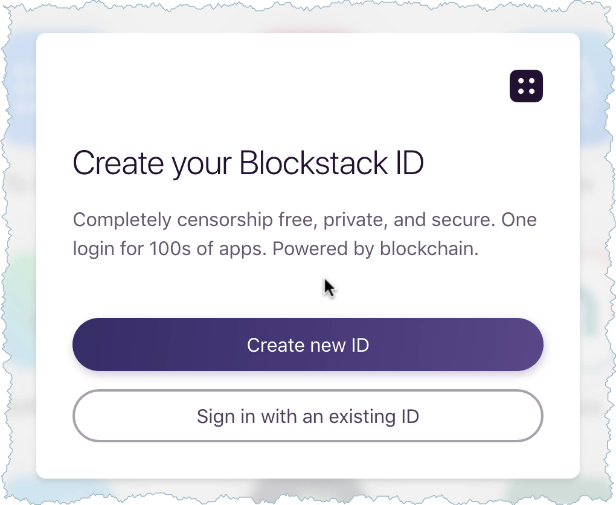 Create your Blockstack ID
Completely censorship free, private, and secure. One
login for 100s of apps. Powered by blockchain.
Create new ID
Sign in with an existing ID